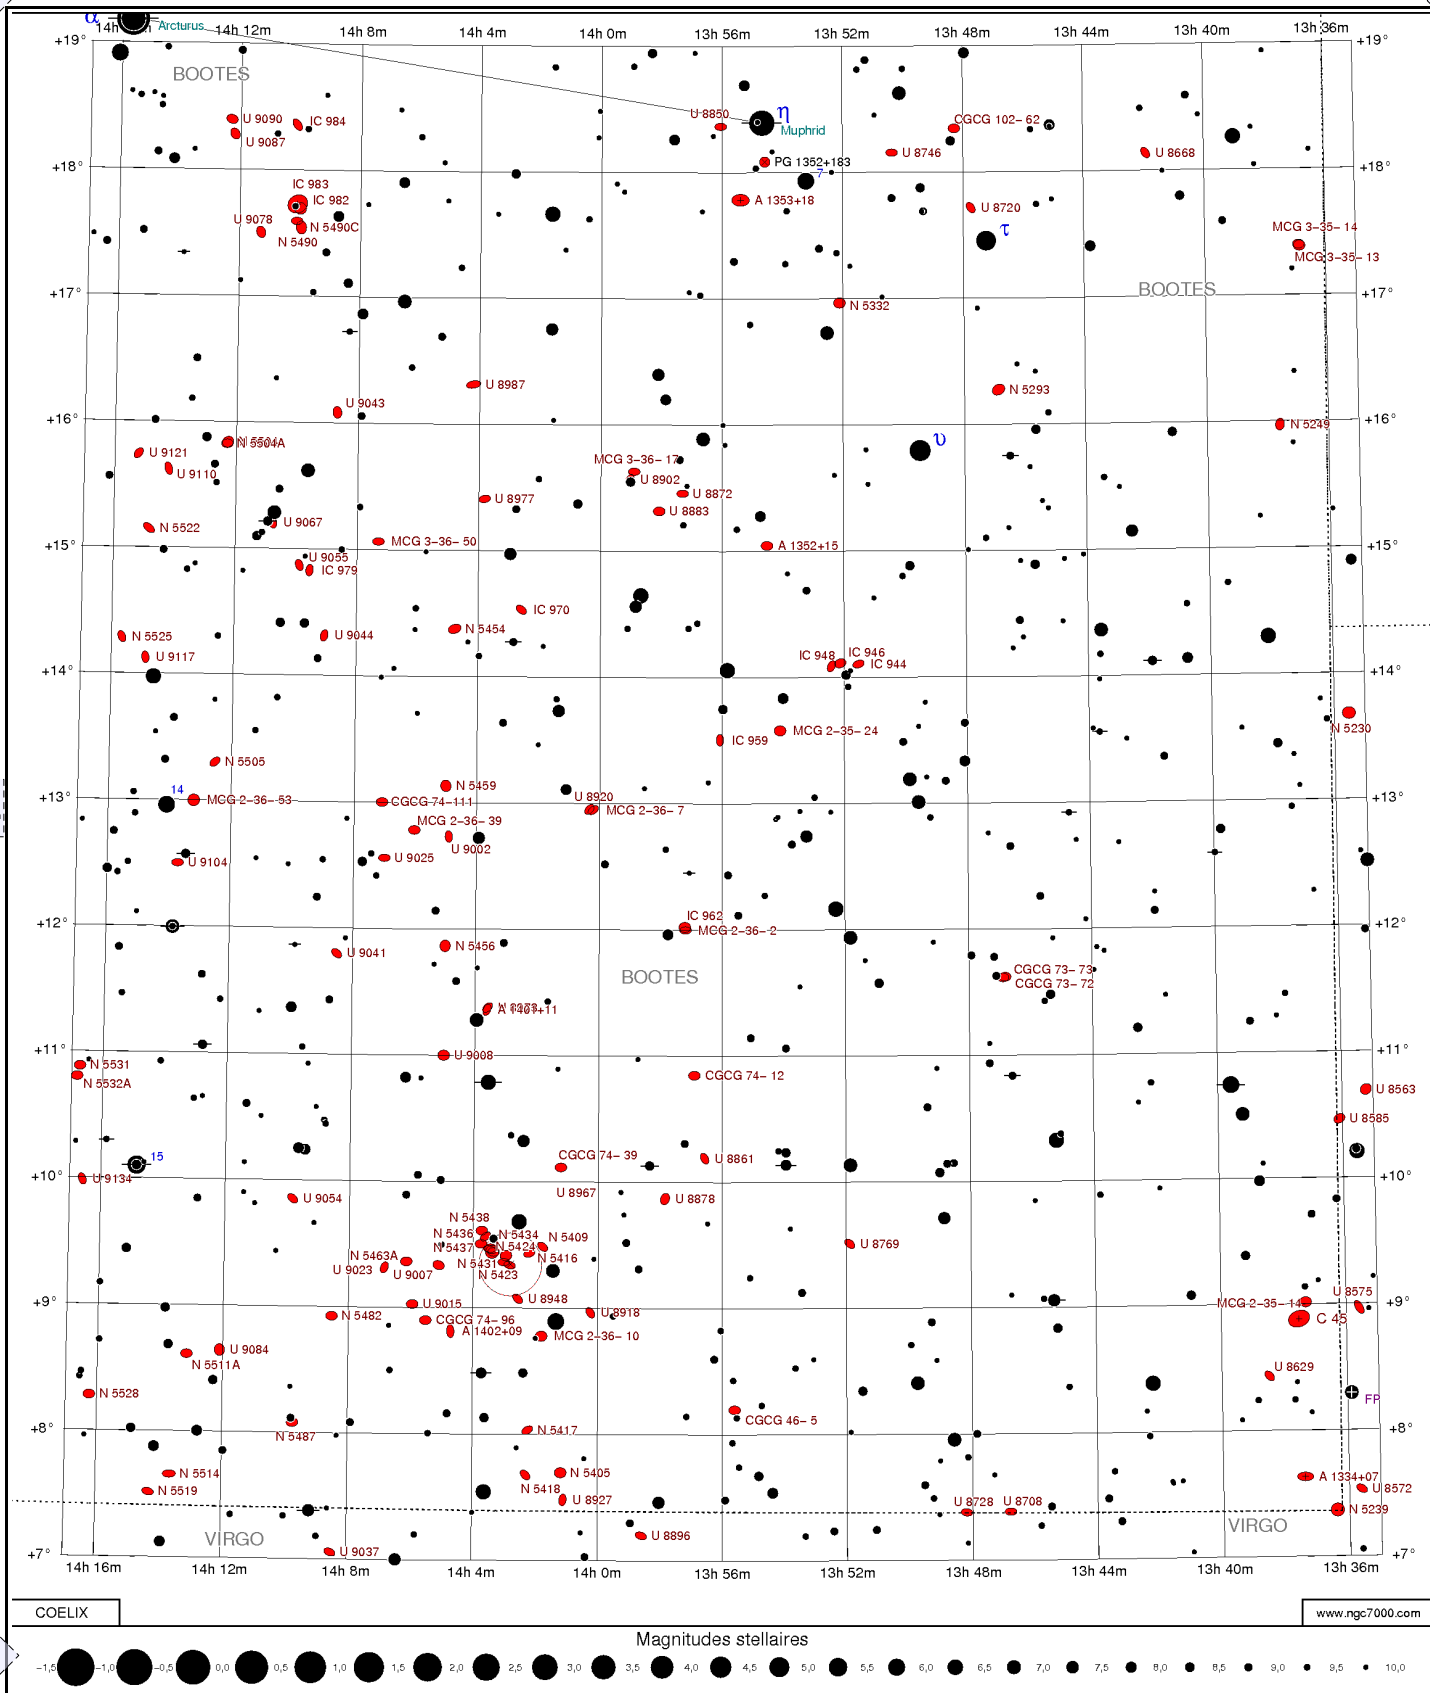 α
Arcturus
14h 12m
14h 8m
14h 4m
14h 0m
13h 56m
13h 52m
13h 48m
13h 44m
13h 40m
13h 36m
+19°
+19°
BOOTES
U 9090
IC 984
U 9087
U 8850
η
Muphrid
CGCG 102-62
U 8746
U 8668
PG 1352+183
+18°
+18°
7
IC 983
IC 982
A 1353+18
U 8720
U 9078
N 5490C
N 5490
τ
MCG 3-35-14
MCG 3-35-13
BOOTES
+17°
+17°
N 5332
U 8987
N 5293
U 9043
+16°
+16°
N 5249
N 5504A
υ
U 9121
MCG 3-36-17
U 9110
U 8902
U 8977
U 8872
U 8883
N 5522
U 9067
MCG 3-36-50
A 1352+15
+15°
+15°
U 9055
IC 979
IC 970
N 5525
U 9044
N 5454
U 9117
IC 948
IC 946
IC 944
+14°
+14°
MCG 2-35-24
IC 959
N 5230
N 5505
14
N 5459
+13°
+13°
MCG 2-36-53
CGCG 74-111
U 8920
MCG 2-36-7
MCG 2-36-39
U 9002
U 9025
U 9104
IC 962
+12°
+12°
MCG 2-36-2
N 5456
U 9041
BOOTES
CGCG 73-73
CGCG 73-72
A 1401+11
+11°
+11°
U 9008
N 5531
N 5532A
CGCG 74-12
U 8563
U 8585
15
CGCG 74-39
U 8861
+10°
+10°
U 9134
U 9054
U 8967
U 8878
N 5438
N 5436
N 5434
N 5409
N 5437
N 5424
U 8769
N 5463A
N 5431
N 5416
U 9023
U 9007
N 5423
U 8948
U 8575
+9°
+9°
U 9015
MCG 2-35-14
N 5482
CGCG 74-96
U 8918
C 45
A 1402+09
MCG 2-36-10
U 9084
N 5511A
U 8629
N 5528
FP
CGCG 46-5
+8°
+8°
N 5487
N 5417
N 5514
N 5405
A 1334+07
N 5519
N 5418
U 8572
U 8927
U 8728
U 8708
N 5239
VIRGO
U 8896
VIRGO
+7°
+7°
U 9037
14h 16m
14h 12m
14h 8m
14h 4m
14h 0m
13h 56m
13h 52m
13h 48m
13h 44m
13h 40m
13h 36m
COELIX
www.ngc7000.com
Magnitudes stellaires
-1,5 -1,0 -0,5 0,0 0,5 1,0 1,5 2,0 2,5 3,0 3,5 4,0 4,5 5,0 5,5 6,0 6,5 7,0 7,5 8,0 8,5 9,0 9,5 10,0